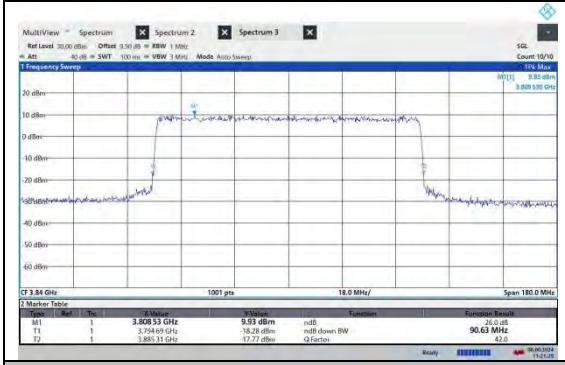 MultiView Spectrum Spectrum 2 Spectrum 3
Ref Level 30.00 dBm Offset 9.50 dB RBW 1 MHz SGL
Att 40 dB SWT 100 ms VBW 3 MHz Mode Auto Sweep Count 10/10
1 Frequency Sweep 1Pk Max
M1[1] 9.93 dBm
3.808 530 GHz
20 dBm
M1
10 dBm
0 dBm
-10 dBm
-20 dBm
-30 dBm
-40 dBm
-50 dBm
-60 dBm
CF 3.84 GHz 1001 pts 18.0 MHz/ Span 180.0 MHz
2 Marker Table
Type Ref Trc X-Value Y-Value Function Function Result
M1 1 3.808 53 GHz 9.93 dBm ndB 26.0 dB
T1 1 3.794 69 GHz -18.28 dBm ndB down BW 90.63 MHz
T2 1 3.885 31 GHz -17.77 dBm Q Factor 42.0
Ready